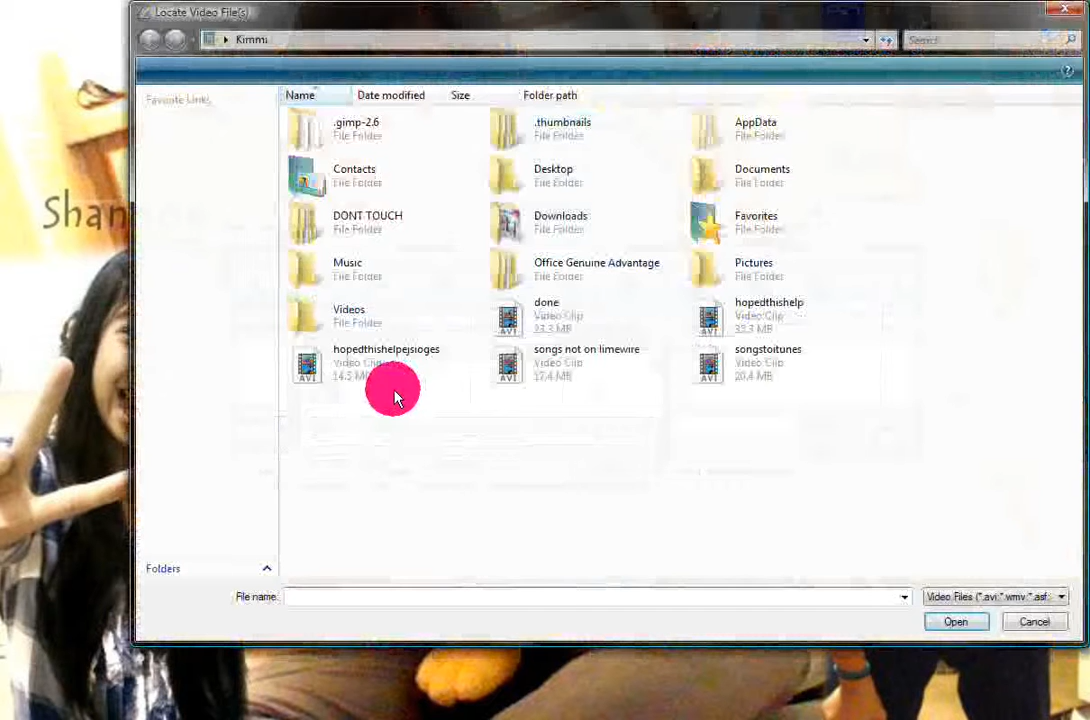 Locate Video File(s)
Kimmi
Search
Favorite Links
Name Date modified Size Folder path
.gimp-2.6
File Folder
.thumbnails
File Folder
AppData
File Folder
Contacts
File Folder
Desktop
File Folder
Documents
File Folder
DONT TOUCH
File Folder
Downloads
File Folder
Favorites
File Folder
Music
File Folder
Office Genuine Advantage
File Folder
Pictures
File Folder
Videos
File Folder
done
Video Clip
23.3 MB
hopedthishelp
Video Clip
32.3 MB
hopedthishelpejsioges
Video Clip
14.5 MB
songs not on limewire
Video Clip
17.4 MB
songstoitunes
Video Clip
20.4 MB
Shan
Folders
File name:
Video Files (*.avi;*.wmv;*.asf;
Open
Cancel